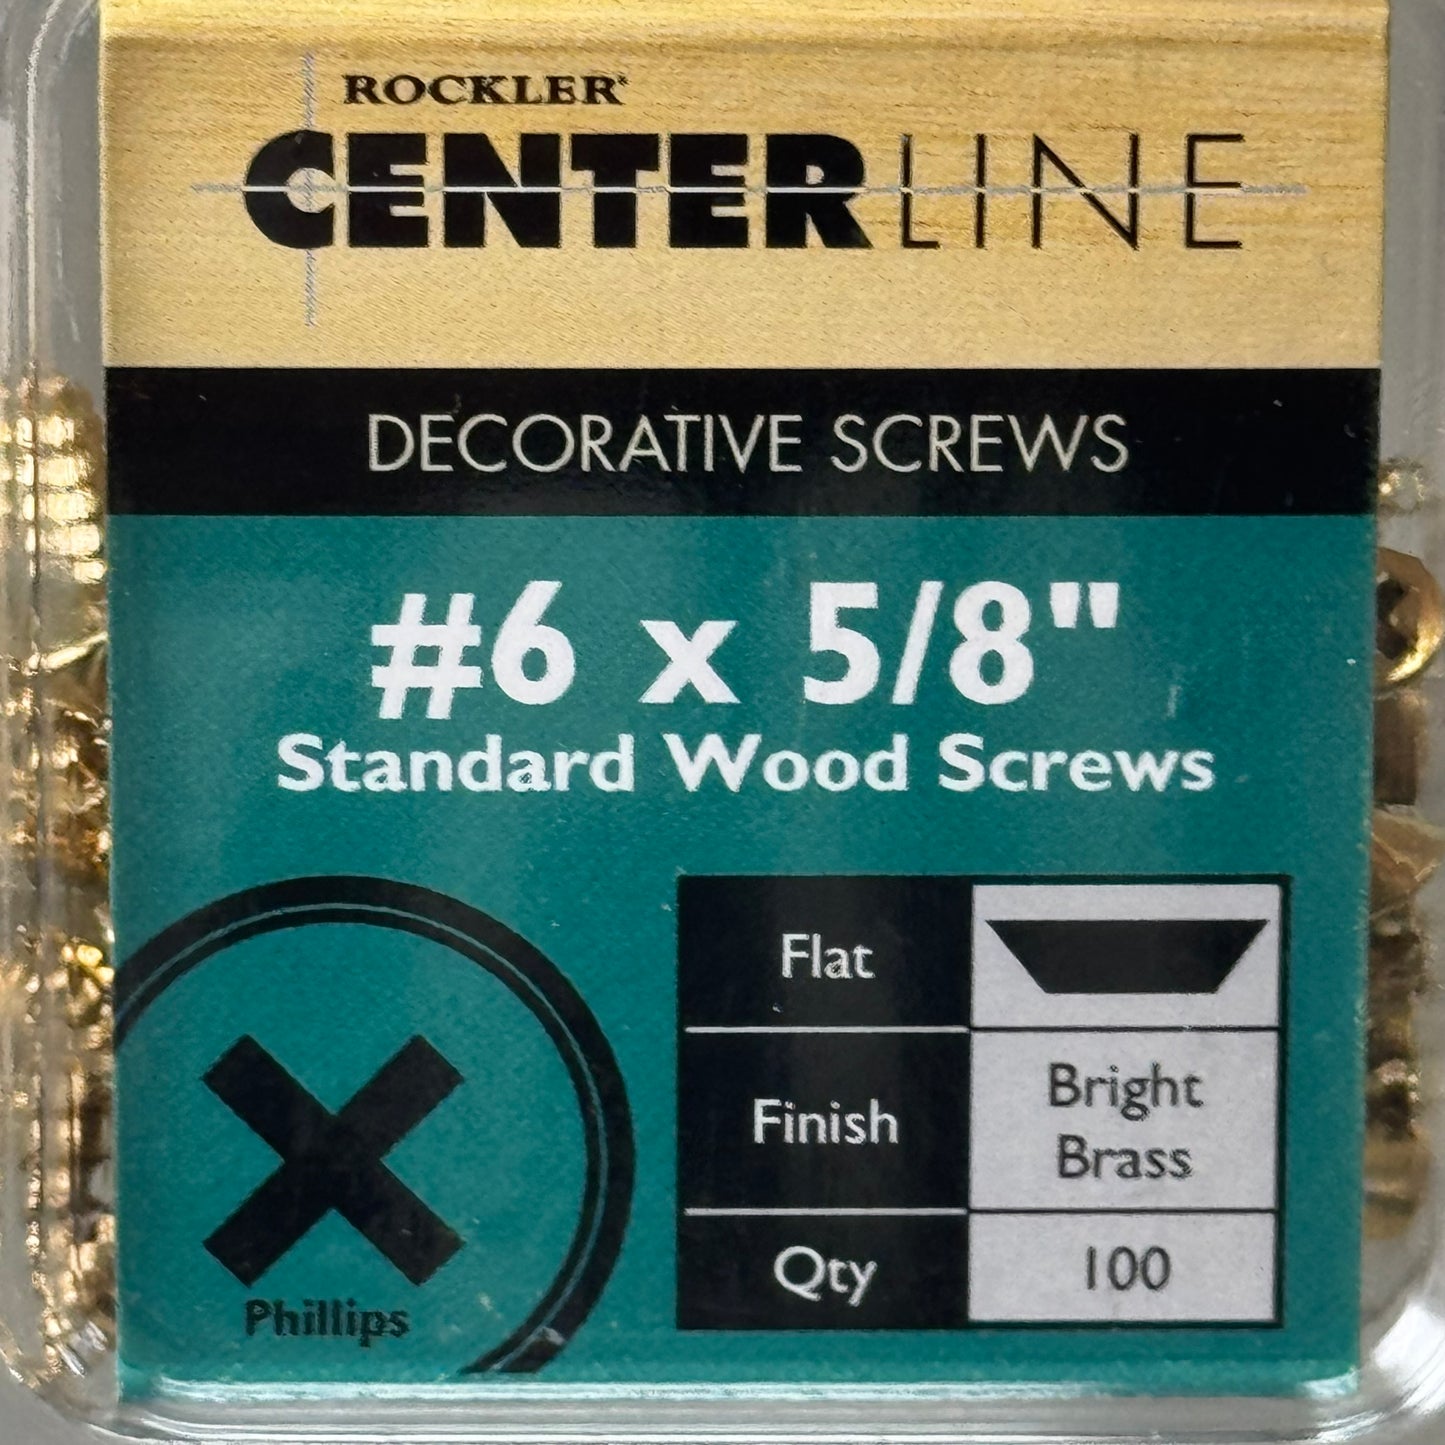 ROCKLER
CENTERLINE
DECORATIVE SCREWS
#6 x 5/8"
Standard Wood Screws
Flat
Finish Bright Brass
Qty 100
Phillips